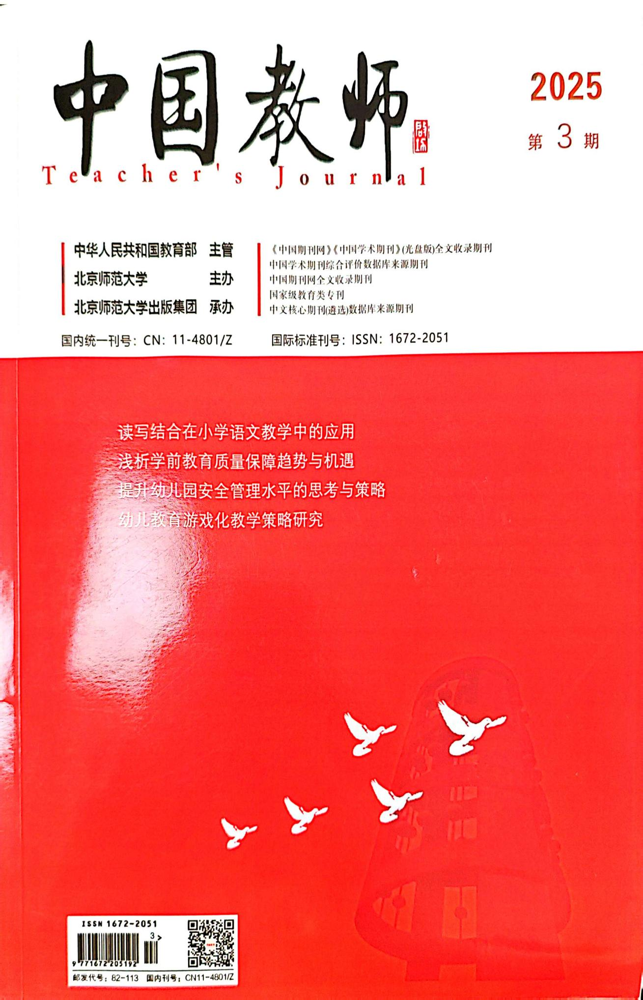 中国教师
启功
Teacher's Journal
2025
第 3 期
中华人民共和国教育部 主管
北京师范大学 主办
北京师范大学出版集团 承办
《中国期刊网》《中国学术期刊》(光盘版)全文收录期刊
中国学术期刊综合评价数据库来源期刊
中国期刊网全文收录期刊
国家级教育类专刊
中文核心期刊(遴选)数据库来源期刊
国内统一刊号：CN：11-4801/Z
国际标准刊号：ISSN：1672-2051
读写结合在小学语文教学中的应用
浅析学前教育质量保障趋势与机遇
提升幼儿园安全管理水平的思考与策略
幼儿教育游戏化教学策略研究
ISSN 1672-2051
3>
9 771672 205192
邮发代号：82-113 国内刊号：CN11-4801/Z